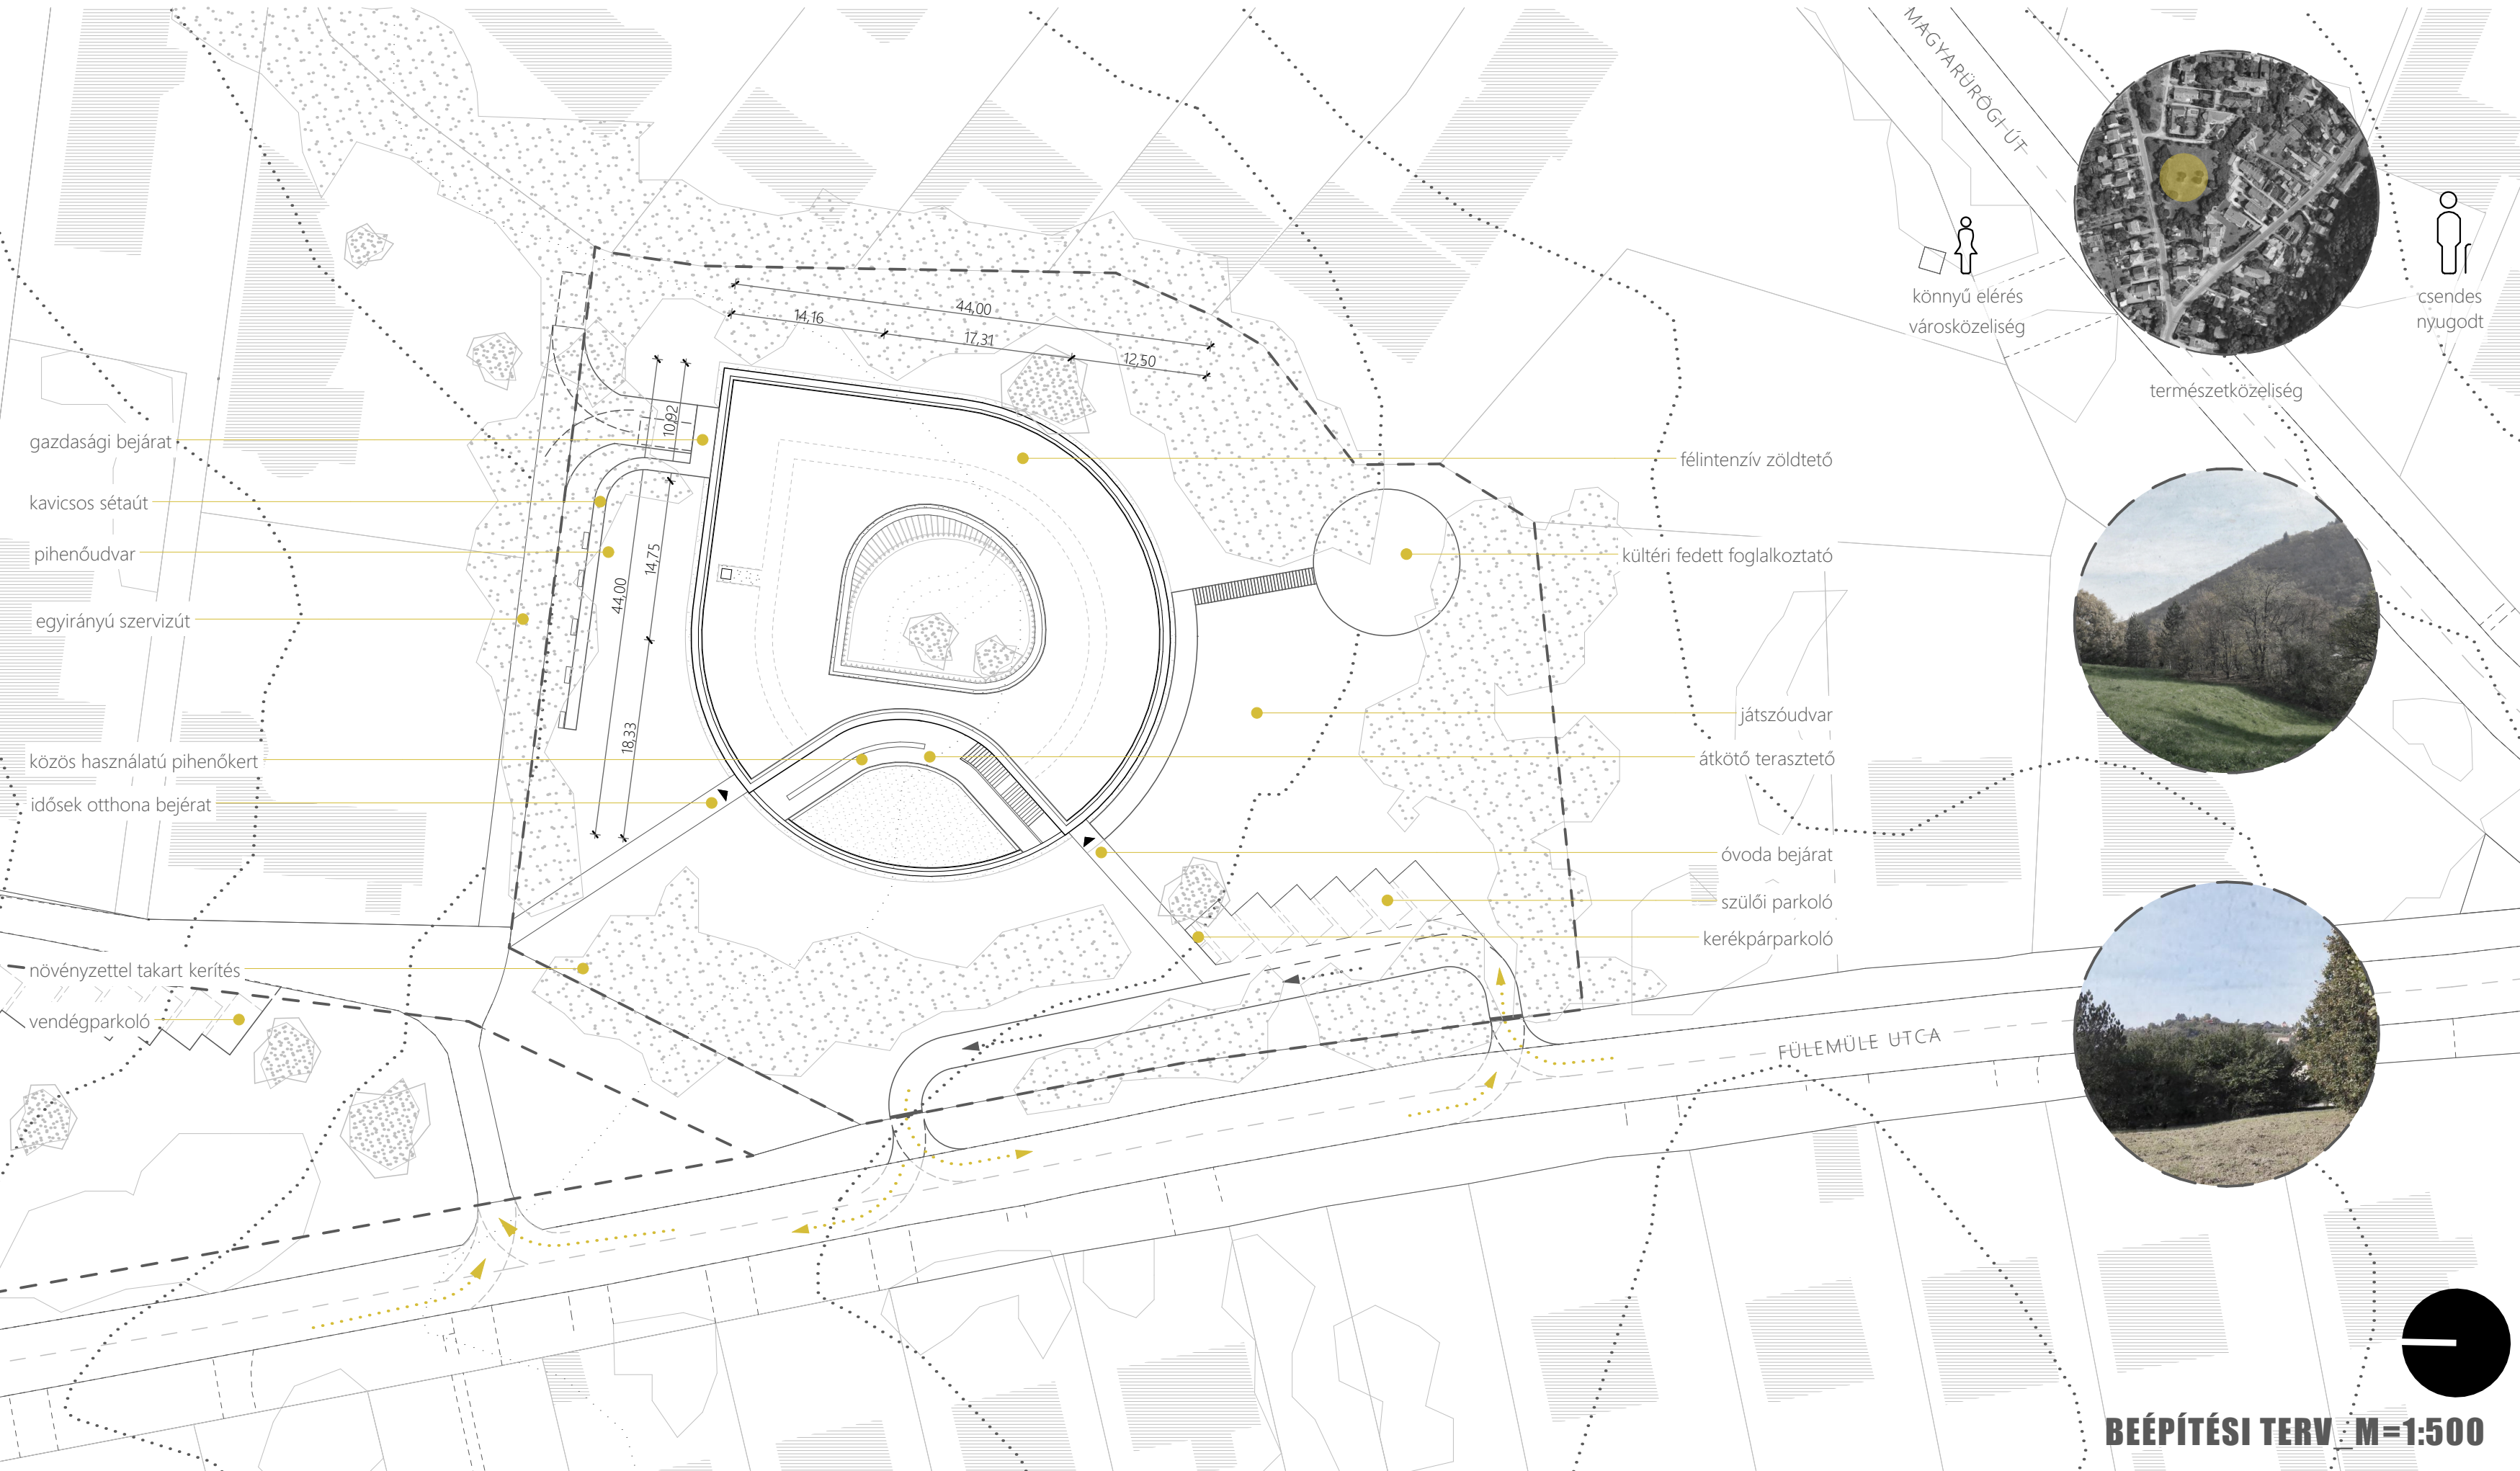 MAGYARÜRÖGI ÚT
könnyű elérés
városközeliség
csendes
nyugodt
természetközeliség
44,00
14,16
17,31
12,50
10,92
14,75
44,00
18,33
gazdasági bejárat
kavicsos sétaút
pihenőudvar
egyirányú szervizút
közös használatú pihenőkert
idősek otthona bejérat
növényzettel takart kerítés
vendégparkoló
félintenzív zöldtető
kültéri fedett foglalkoztató
játszóudvar
átkötő terasztető
óvoda bejárat
szülői parkoló
kerékpárparkoló
FÜLEMÜLE UTCA
BEÉPÍTÉSI TERV_M=1:500